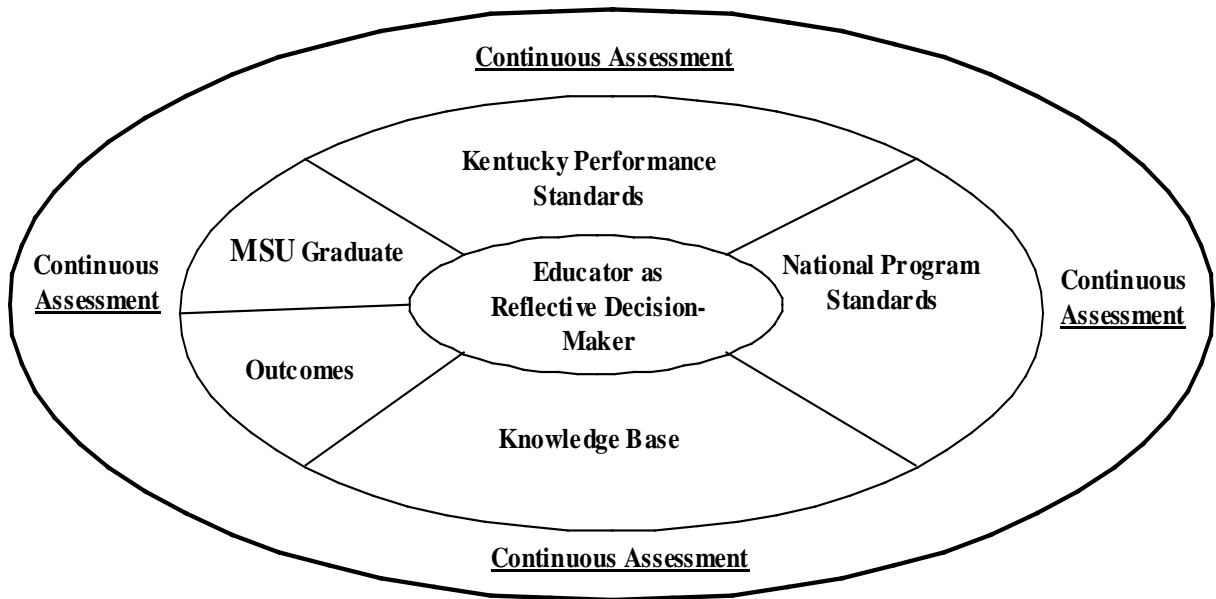 Continuous Assessment
Kentucky Performance
Standards
MSU Graduate
Continuous
Assessment
Educator as
Reflective Decision-
Maker
National Program
Standards
Continuous
Assessment
Outcomes
Knowledge Base
Continuous Assessment